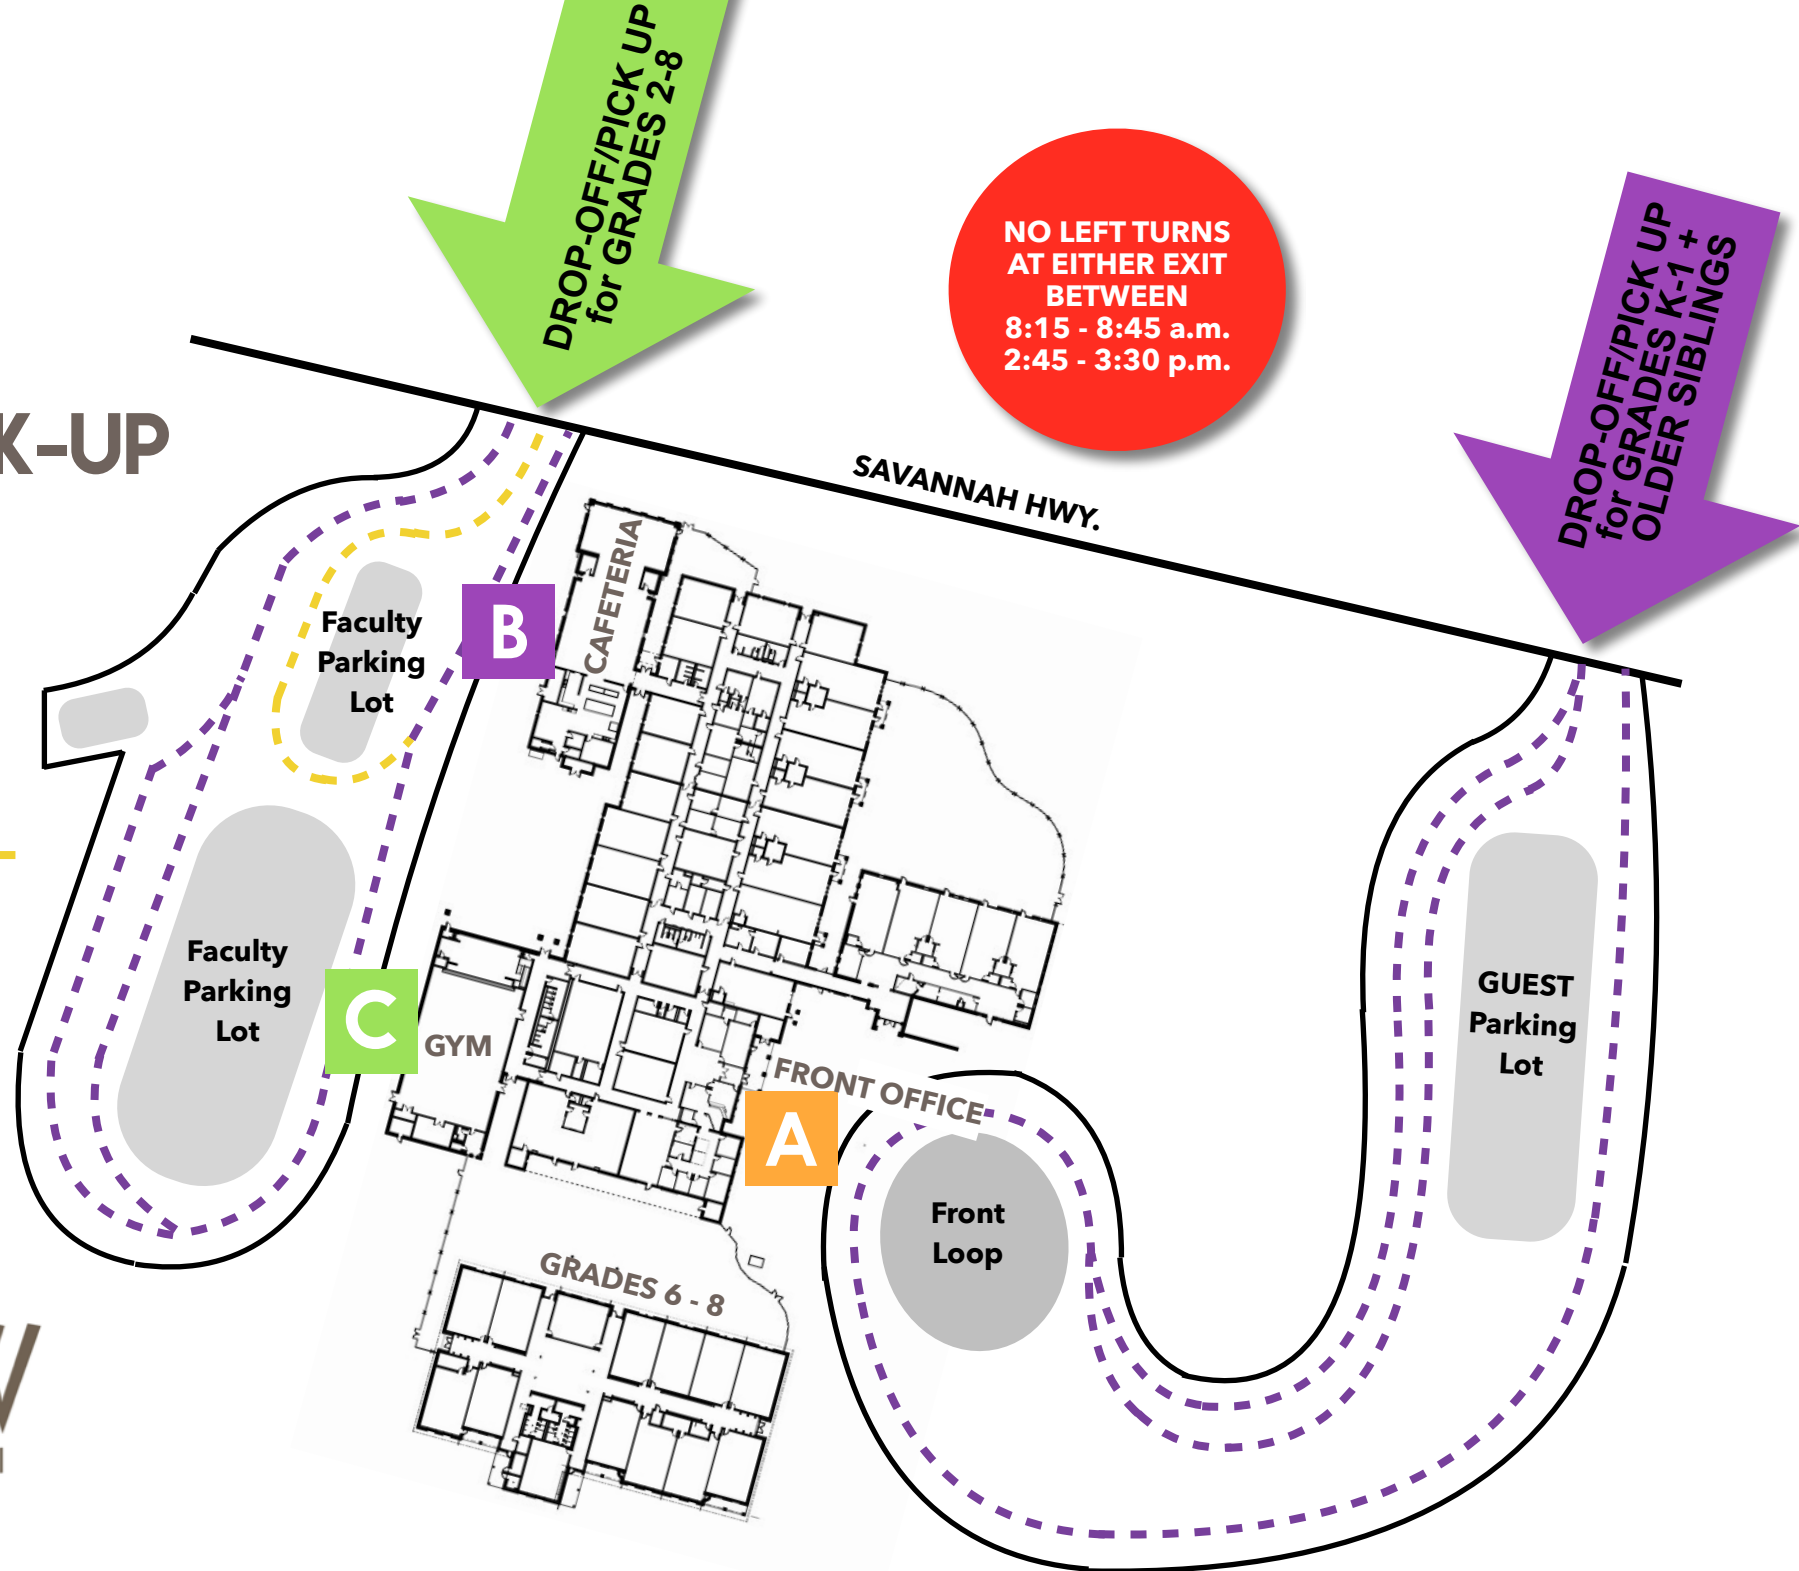 DROP-OFF/PICK UP
for GRADES 2-8
NO LEFT TURNS
AT EITHER EXIT
BETWEEN
8:15 - 8:45 a.m.
2:45 - 3:30 p.m.
DROP-OFF/PICK UP
for GRADES K-1 +
OLDER SIBLINGS
K-UP
SAVANNAH HWY.
CAFETERIA
B
Faculty
Parking
Lot
Faculty
Parking
Lot
C
GYM
GUEST
Parking
Lot
FRONT OFFICE
A
Front
Loop
GRADES 6 - 8